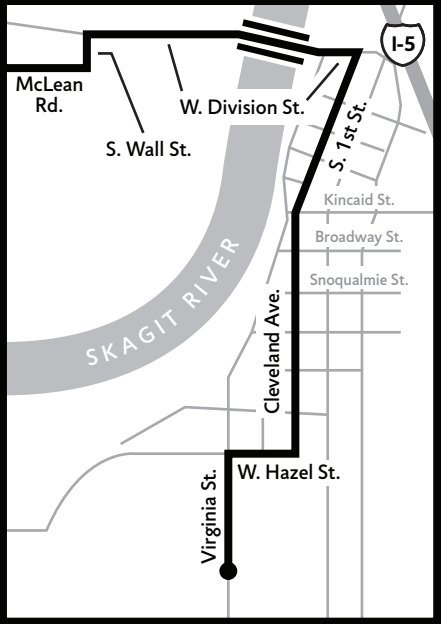 I-5
McLean
Rd.
W. Division St.
S. Wall St.
S. 1st St.
Kincaid St.
Broadway St.
SKAGIT RIVER
Snoqualmie St.
Cleveland Ave.
W. Hazel St.
Virginia St.